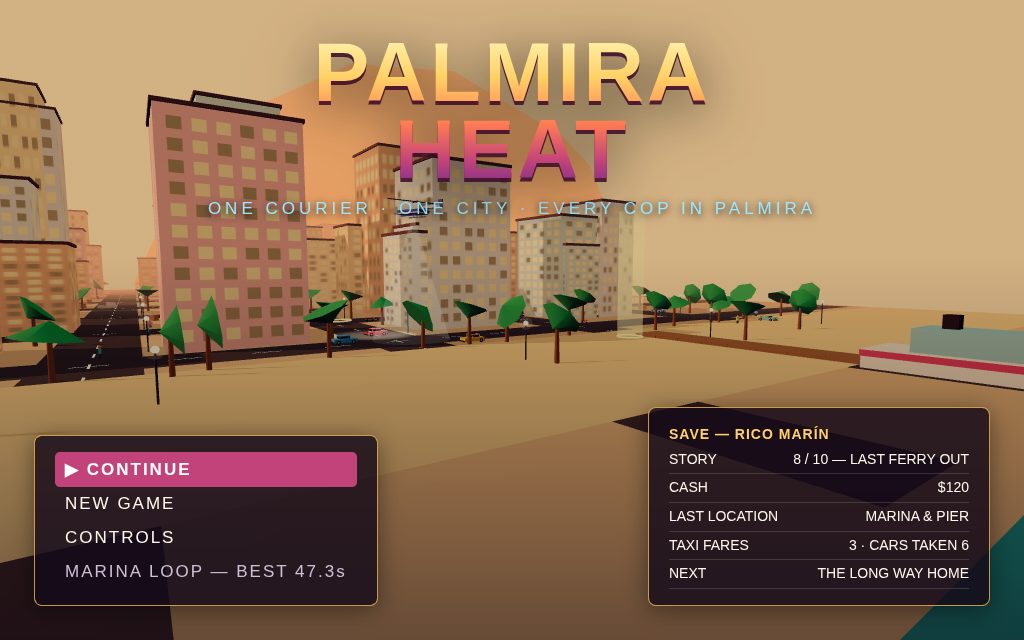 PALMIRA
HEAT
ONE COURIER · ONE CITY · EVERY COP IN PALMIRA
▶ CONTINUE
NEW GAME
CONTROLS
MARINA LOOP — BEST 47.3s
SAVE — RICO MARÍN
STORY 8 / 10 — LAST FERRY OUT
CASH $120
LAST LOCATION MARINA & PIER
TAXI FARES 3 · CARS TAKEN 6
NEXT THE LONG WAY HOME